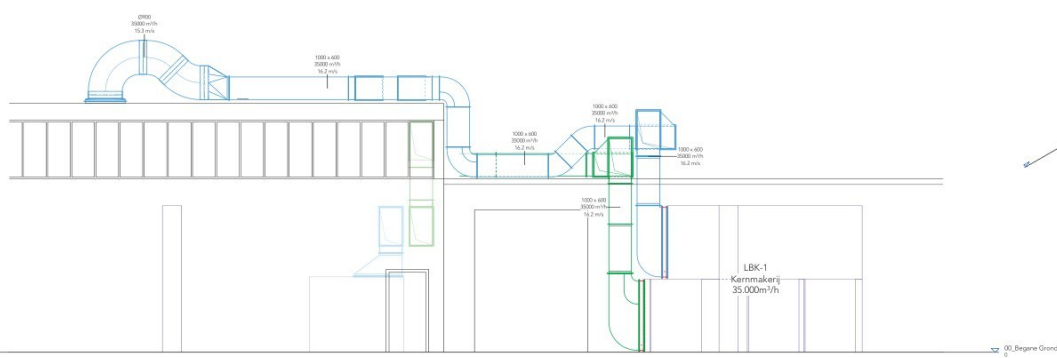 Ø900
35000 m³/h
15.3 m/s
1000 x 600
35000 m³/h
16.2 m/s
1000 x 600
35000 m³/h
16.2 m/s
1000 x 600
35000 m³/h
16.2 m/s
1000 x 600
35000 m³/h
16.2 m/s
1000 x 600
35000 m³/h
16.2 m/s
LBK-1
Kernmakerij
35.000m³/h
00_Begane Grond
0